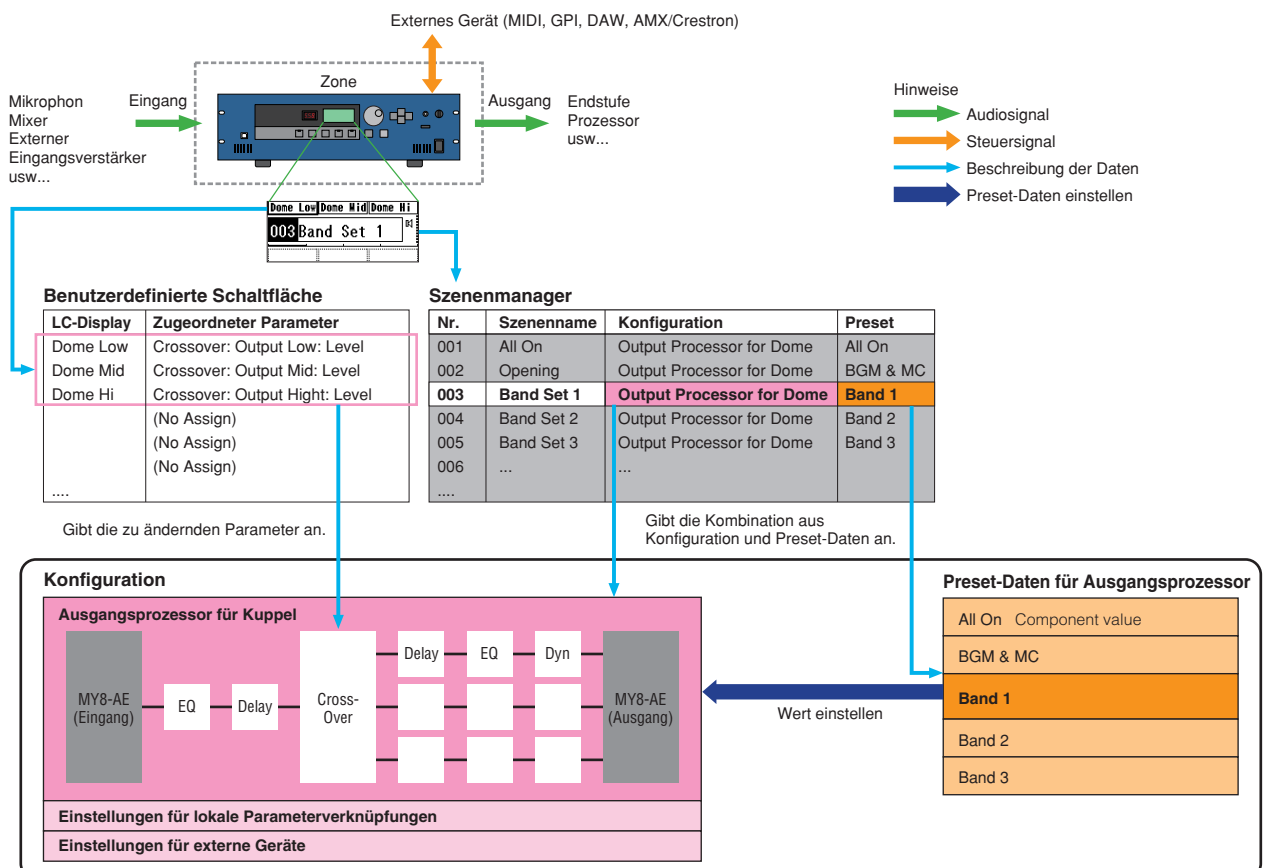 Externes Gerät (MIDI, GPI, DAW, AMX/Crestron)
Zone
Mikrophon
Mixer
Externer
Eingangsverstärker
usw...
Eingang
Ausgang
Endstufe
Prozessor
usw...
Hinweise
Audiosignal
Steuersignal
Beschreibung der Daten
Preset-Daten einstellen
Dome Low Dome Mid Dome Hi
003 Band Set 1
Benutzerdefinierte Schaltfläche
LC-Display Zugeordneter Parameter
Dome Low Crossover: Output Low: Level
Dome Mid Crossover: Output Mid: Level
Dome Hi Crossover: Output Hight: Level
(No Assign)
(No Assign)
(No Assign)
....
Gibt die zu ändernden Parameter an.
Szenenmanager
Nr. Szenenname Konfiguration Preset
001 All On Output Processor for Dome All On
002 Opening Output Processor for Dome BGM & MC
003 Band Set 1 Output Processor for Dome Band 1
004 Band Set 2 Output Processor for Dome Band 2
005 Band Set 3 Output Processor for Dome Band 3
006 ... ...
....
Gibt die Kombination aus
Konfiguration und Preset-Daten an.
Konfiguration
Ausgangsprozessor für Kuppel
MY8-AE
(Eingang)
EQ
Delay
Cross-
Over
Delay
EQ
Dyn
MY8-AE
(Ausgang)
Einstellungen für lokale Parameterverknüpfungen
Einstellungen für externe Geräte
Wert einstellen
Preset-Daten für Ausgangsprozessor
All On Component value
BGM & MC
Band 1
Band 2
Band 3